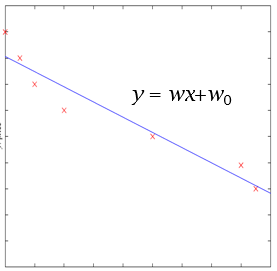 y = wx+w₀